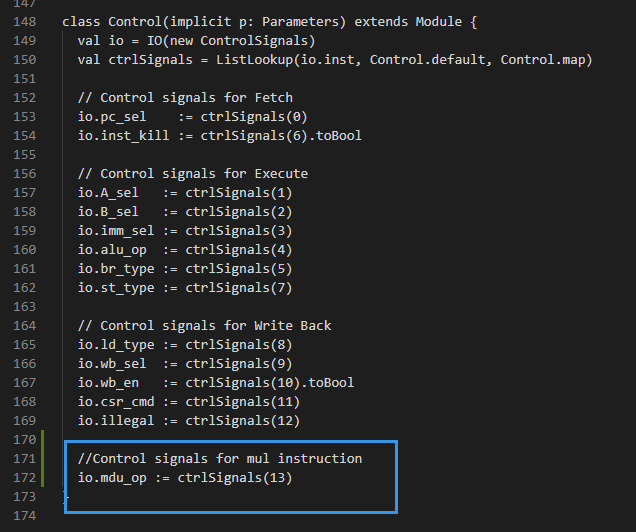 147
148 class Control(implicit p: Parameters) extends Module {
149 val io = IO(new ControlSignals)
150 val ctrlSignals = ListLookup(io.inst, Control.default, Control.map)
151
152 // Control signals for Fetch
153 io.pc_sel    := ctrlSignals(0)
154 io.inst_kill := ctrlSignals(6).toBool
155
156 // Control signals for Execute
157 io.A_sel   := ctrlSignals(1)
158 io.B_sel   := ctrlSignals(2)
159 io.imm_sel := ctrlSignals(3)
160 io.alu_op  := ctrlSignals(4)
161 io.br_type := ctrlSignals(5)
162 io.st_type := ctrlSignals(7)
163
164 // Control signals for Write Back
165 io.ld_type := ctrlSignals(8)
166 io.wb_sel  := ctrlSignals(9)
167 io.wb_en   := ctrlSignals(10).toBool
168 io.csr_cmd := ctrlSignals(11)
169 io.illegal := ctrlSignals(12)
170
171 //Control signals for mul instruction
172 io.mdu_op := ctrlSignals(13)
173 }
174